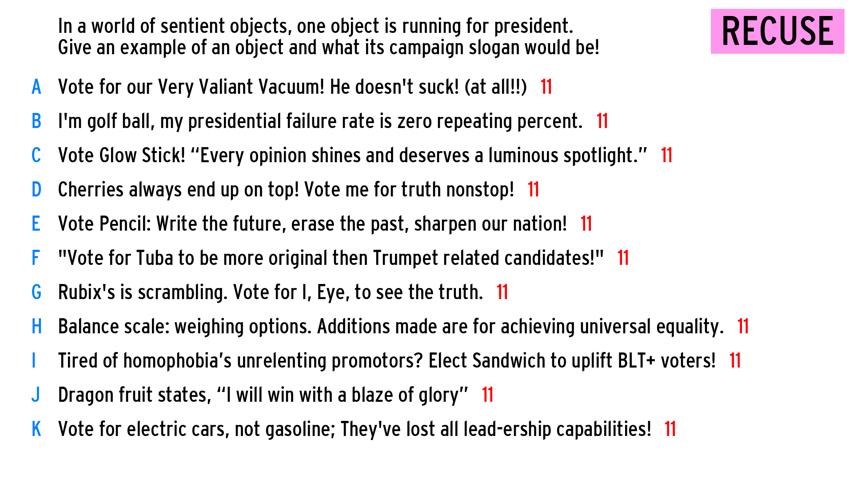 In a world of sentient objects, one object is running for president.
Give an example of an object and what its campaign slogan would be!
RECUSE
A Vote for our Very Valiant Vacuum! He doesn't suck! (at all!!) 11
B I'm golf ball, my presidential failure rate is zero repeating percent. 11
C Vote Glow Stick! “Every opinion shines and deserves a luminous spotlight.” 11
D Cherries always end up on top! Vote me for truth nonstop! 11
E Vote Pencil: Write the future, erase the past, sharpen our nation! 11
F "Vote for Tuba to be more original then Trumpet related candidates!" 11
G Rubix's is scrambling. Vote for I, Eye, to see the truth. 11
H Balance scale: weighing options. Additions made are for achieving universal equality. 11
I Tired of homophobia’s unrelenting promotors? Elect Sandwich to uplift BLT+ voters! 11
J Dragon fruit states, “I will win with a blaze of glory” 11
K Vote for electric cars, not gasoline; They've lost all lead-ership capabilities! 11